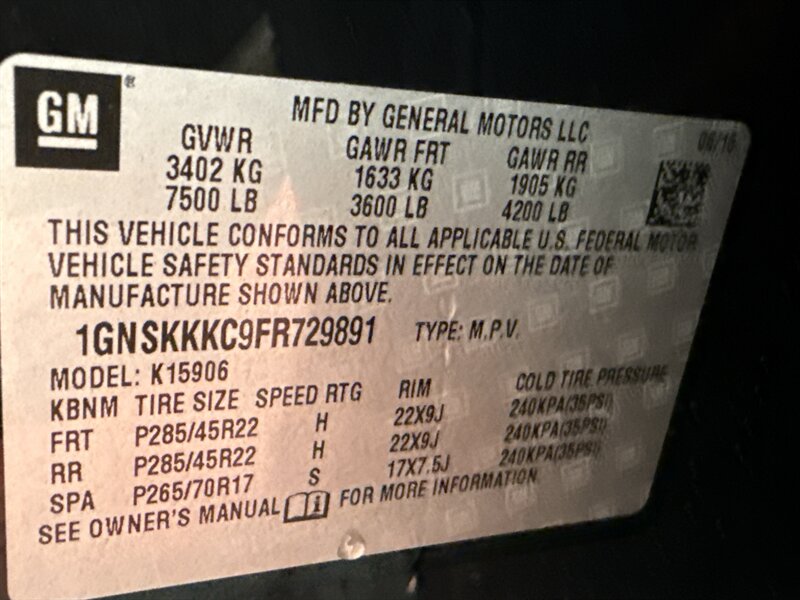 GM®
MFD BY GENERAL MOTORS LLC 06/15
GVWR GAWR FRT GAWR RR
3402 KG 1633 KG 1905 KG
7500 LB 3600 LB 4200 LB
THIS VEHICLE CONFORMS TO ALL APPLICABLE U.S. FEDERAL MOTOR
VEHICLE SAFETY STANDARDS IN EFFECT ON THE DATE OF
MANUFACTURE SHOWN ABOVE.
1GNSKKKC9FR729891 TYPE: M.P.V.
MODEL: K15906
KBNM TIRE SIZE SPEED RTG RIM COLD TIRE PRESSURE
FRT P285/45R22 H 22X9J 240KPA(35PSI)
RR P285/45R22 H 22X9J 240KPA(35PSI)
SPA P265/70R17 S 17X7.5J 240KPA(35PSI)
SEE OWNER'S MANUAL FOR MORE INFORMATION